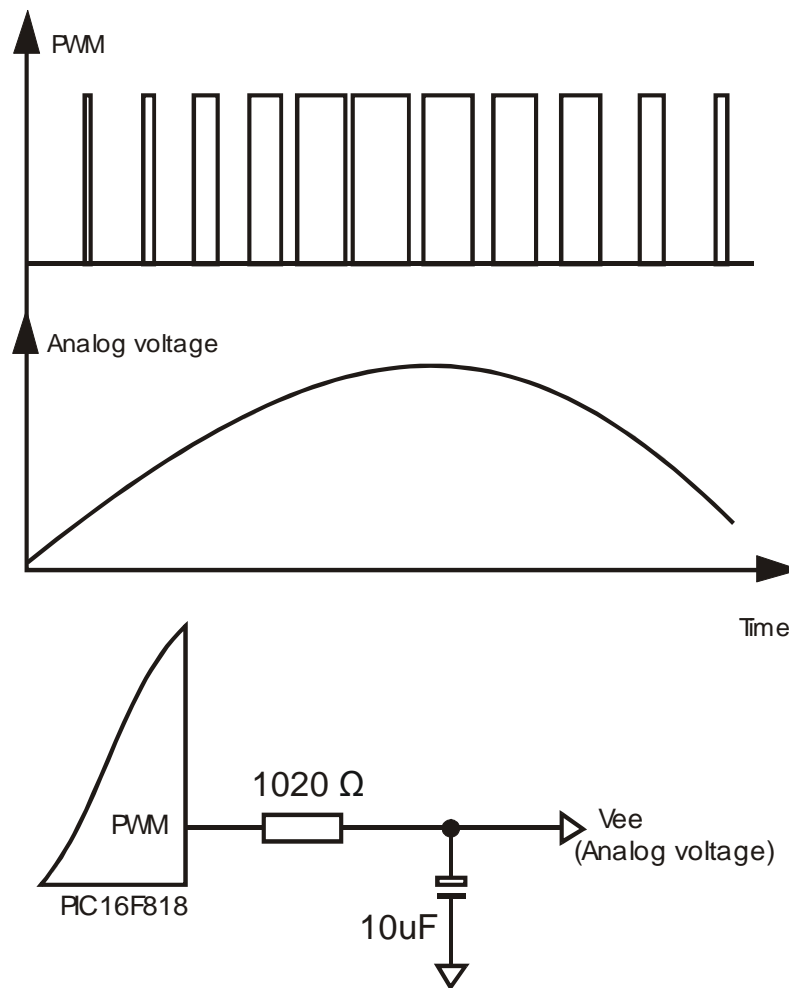 PWM
Analog voltage
Time
1020 Ω
PWM
Vee
(Analog voltage)
PIC16F818
10uF